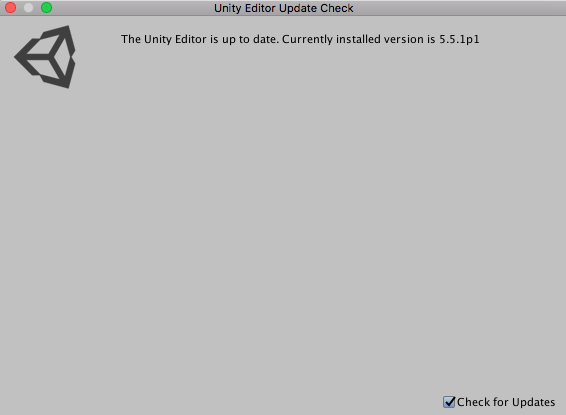 Unity Editor Update Check
The Unity Editor is up to date. Currently installed version is 5.5.1p1
Check for Updates